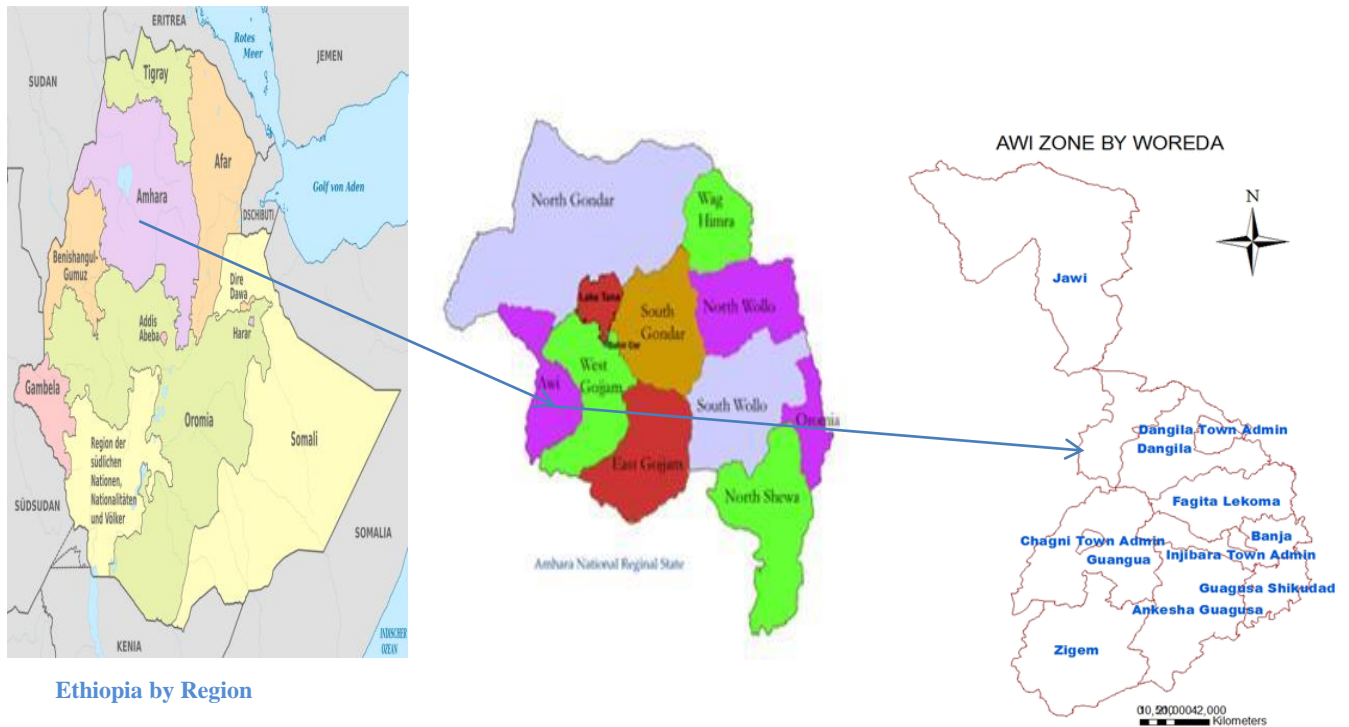 ERITREA
Rotes
Meer
JEMEN
SUDAN
Tigray
Afar
Amhara
Golf von Aden
DSCHIBUTI
Benishangul-
Gumuz
Dire
Dawa
Addis
Abeba
Harar
Gambela
Oromia
Somali
Region der
südlichen
Nationen,
Nationalitäten
und Völker
SÜDSUDAN
SOMALIA
KENIA
INDISCHER
OZEAN
Ethiopia by Region
North Gondar
Wag
Himra
Lake Tana
North Wollo
South
Gondar
West
Gojjam
Awi
South Wollo
Oromia
East Gojam
North Shewa
Amhara National Reginal State
AWI ZONE BY WOREDA
N
Jawi
Dangila Town Admin
Dangila
Fagita Lekoma
Banja
Chagni Town Admin
Injibara Town Admin
Guangua
Guagusa Shikudad
Ankesha Guagusa
Zigem
42,000
Kilometers